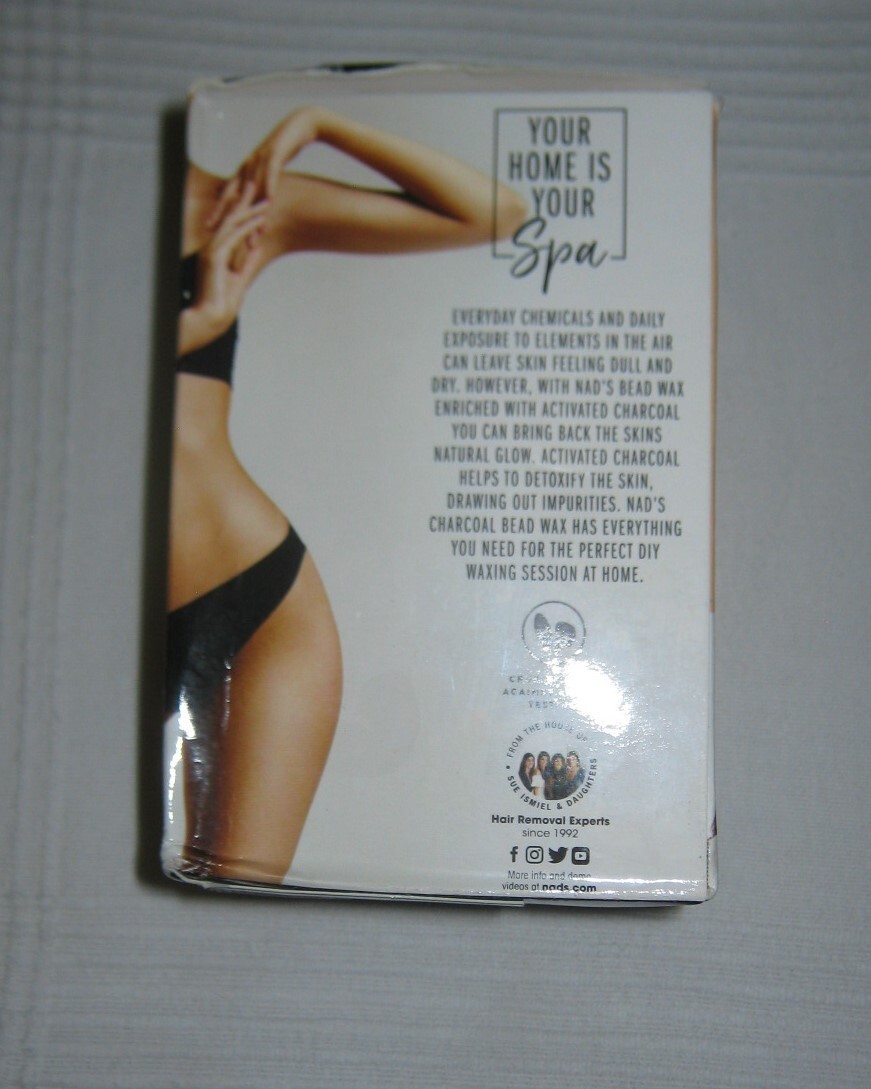 YOUR
HOME IS
YOUR
Spa
EVERYDAY CHEMICALS AND DAILY
EXPOSURE TO ELEMENTS IN THE AIR
CAN LEAVE SKIN FEELING DULL AND
DRY. HOWEVER, WITH NAD'S BEAD WAX
ENRICHED WITH ACTIVATED CHARCOAL
YOU CAN BRING BACK THE SKINS
NATURAL GLOW. ACTIVATED CHARCOAL
HELPS TO DETOXIFY THE SKIN,
DRAWING OUT IMPURITIES. NAD'S
CHARCOAL BEAD WAX HAS EVERYTHING
YOU NEED FOR THE PERFECT DIY
WAXING SESSION AT HOME.
FROM THE HOUSE OF
SUE ISMIEL & DAUGHTERS
Hair Removal Experts
since 1992
More info and demo
videos at nads.com